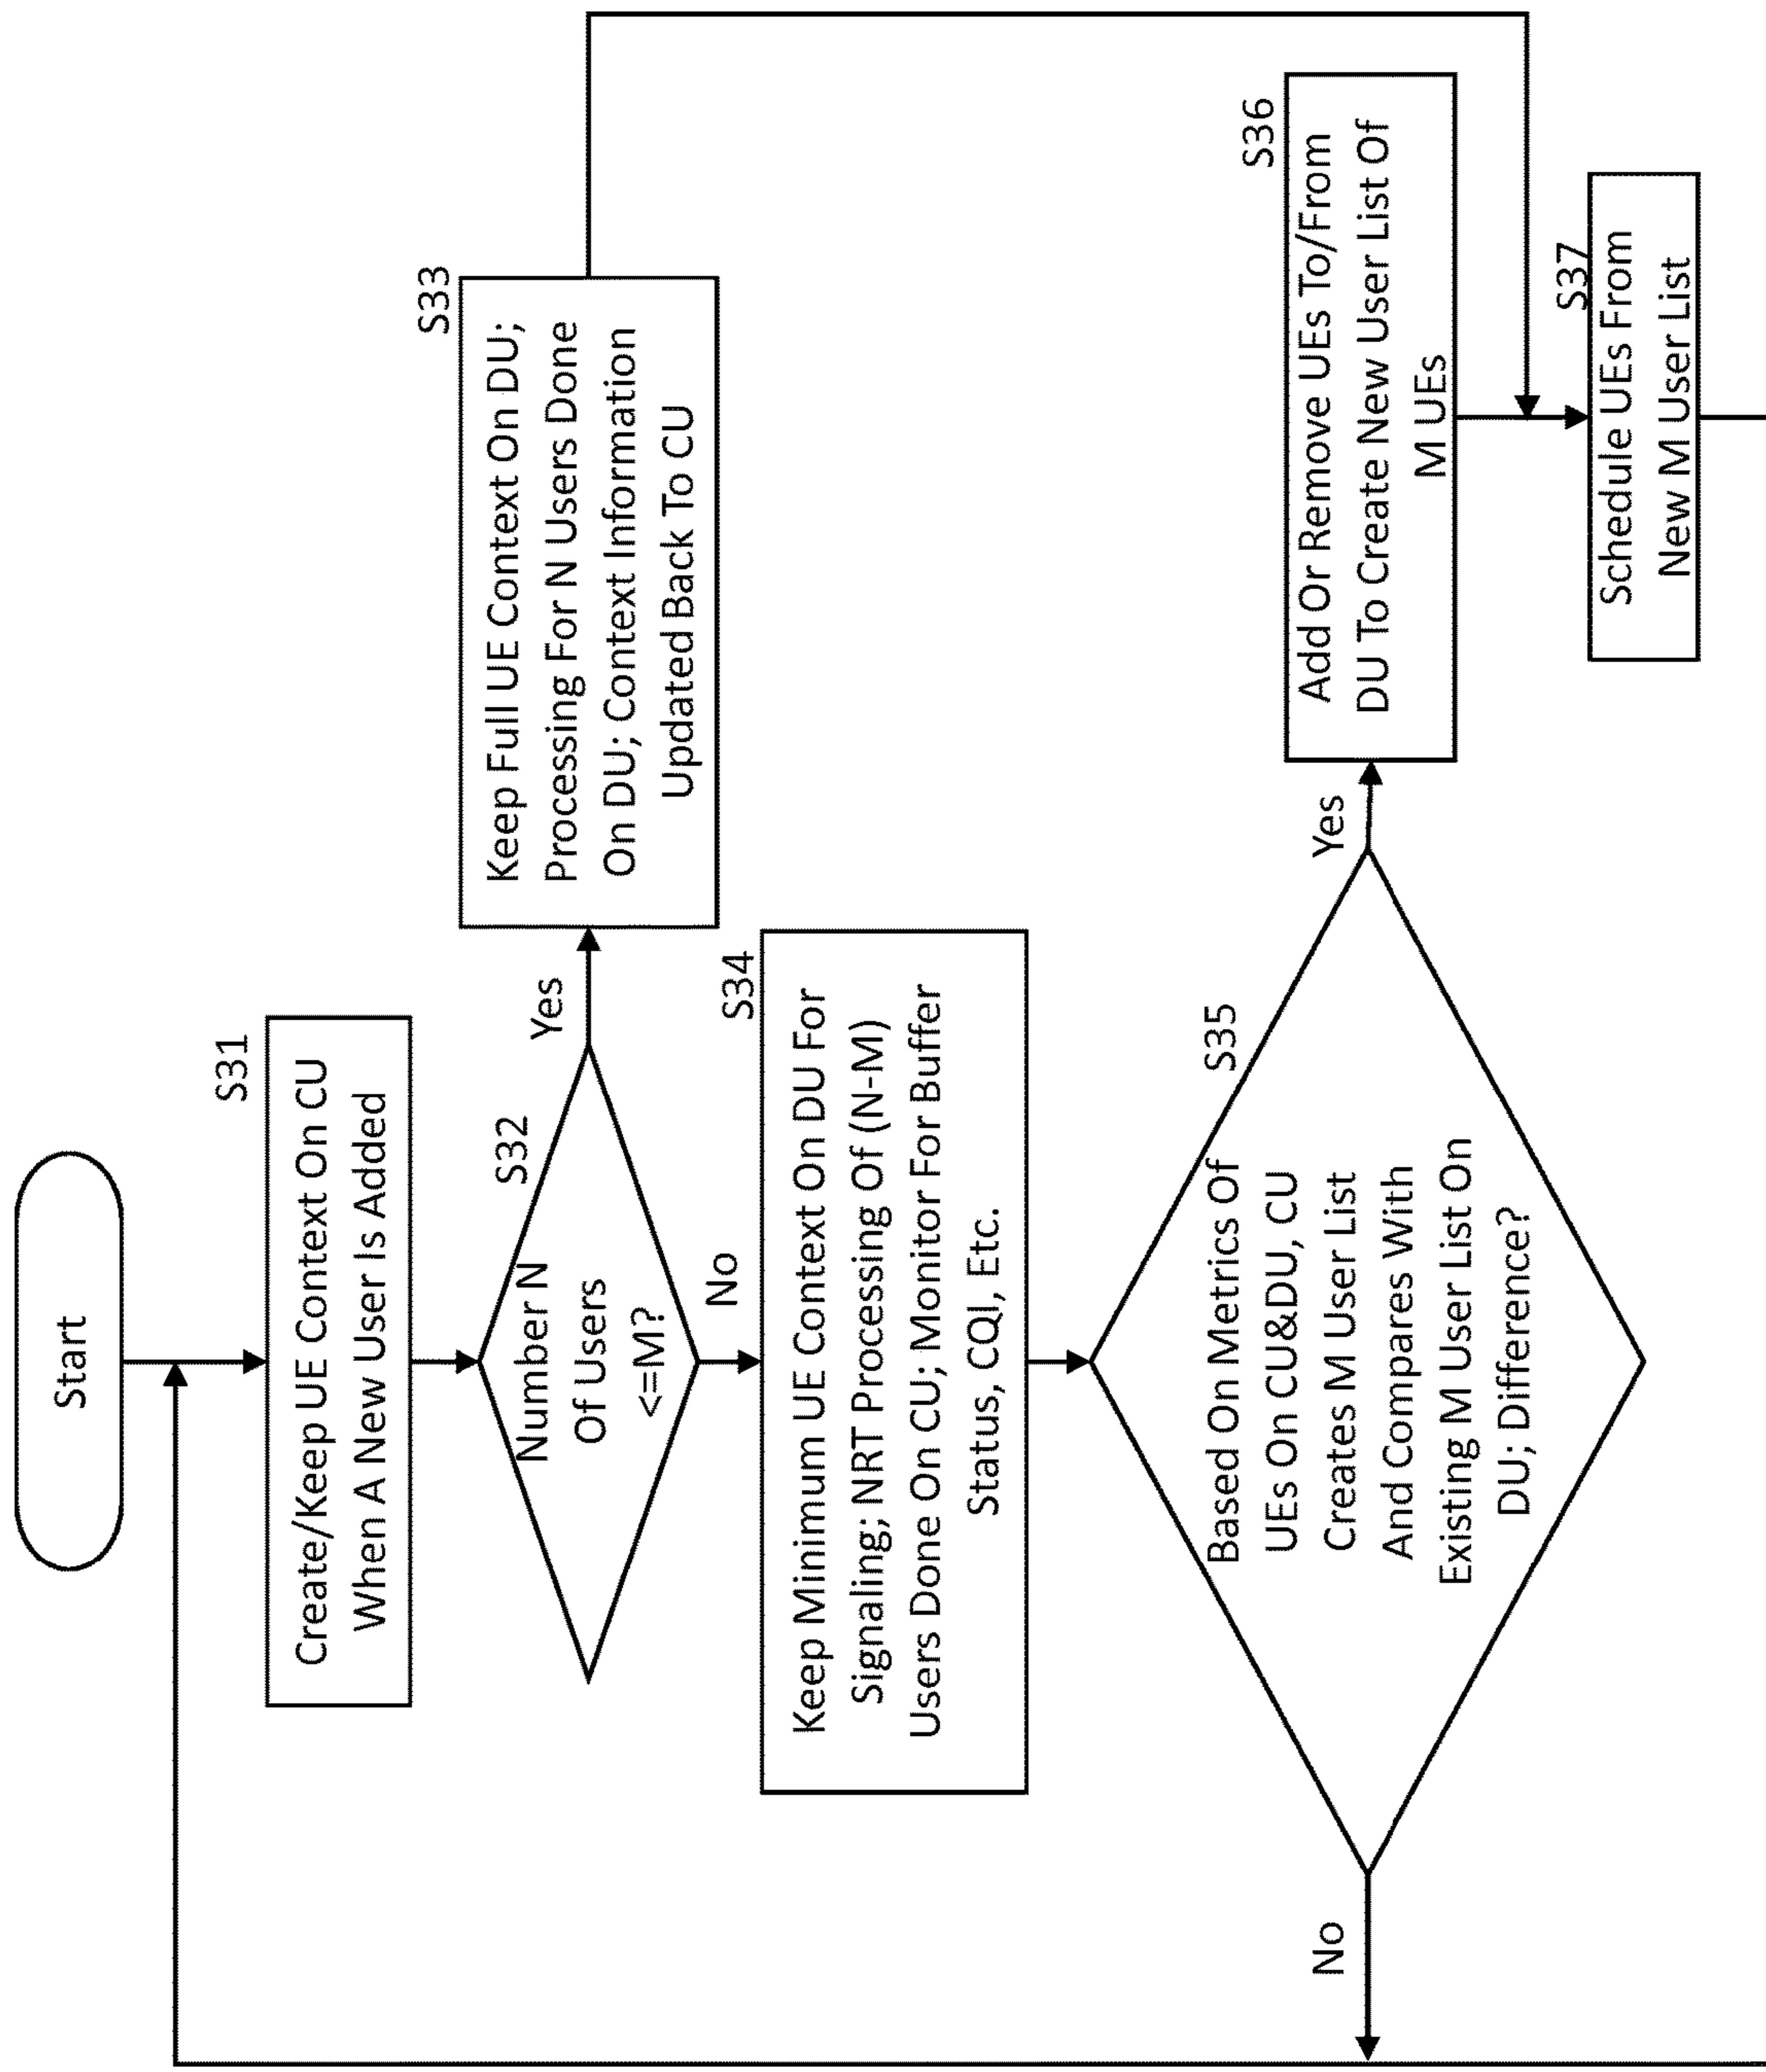 Start
S31
Create/Keep UE Context On CU
When A New User Is Added
S32
Number N
Of Users
<=M?
Yes
No
S33
Keep Full UE Context On DU;
Processing For N Users Done
On DU; Context Information
Updated Back To CU
S34
Keep Minimum UE Context On DU For
Signaling; NRT Processing Of (N-M)
Users Done On CU; Monitor For Buffer
Status, CQI, Etc.
S35
Based On Metrics Of
UEs On CU&DU, CU
Creates M User List
And Compares With
Existing M User List On
DU; Difference?
Yes
No
S36
Add Or Remove UEs To/From
DU To Create New User List Of
M UEs
S37
Schedule UEs From
New M User List